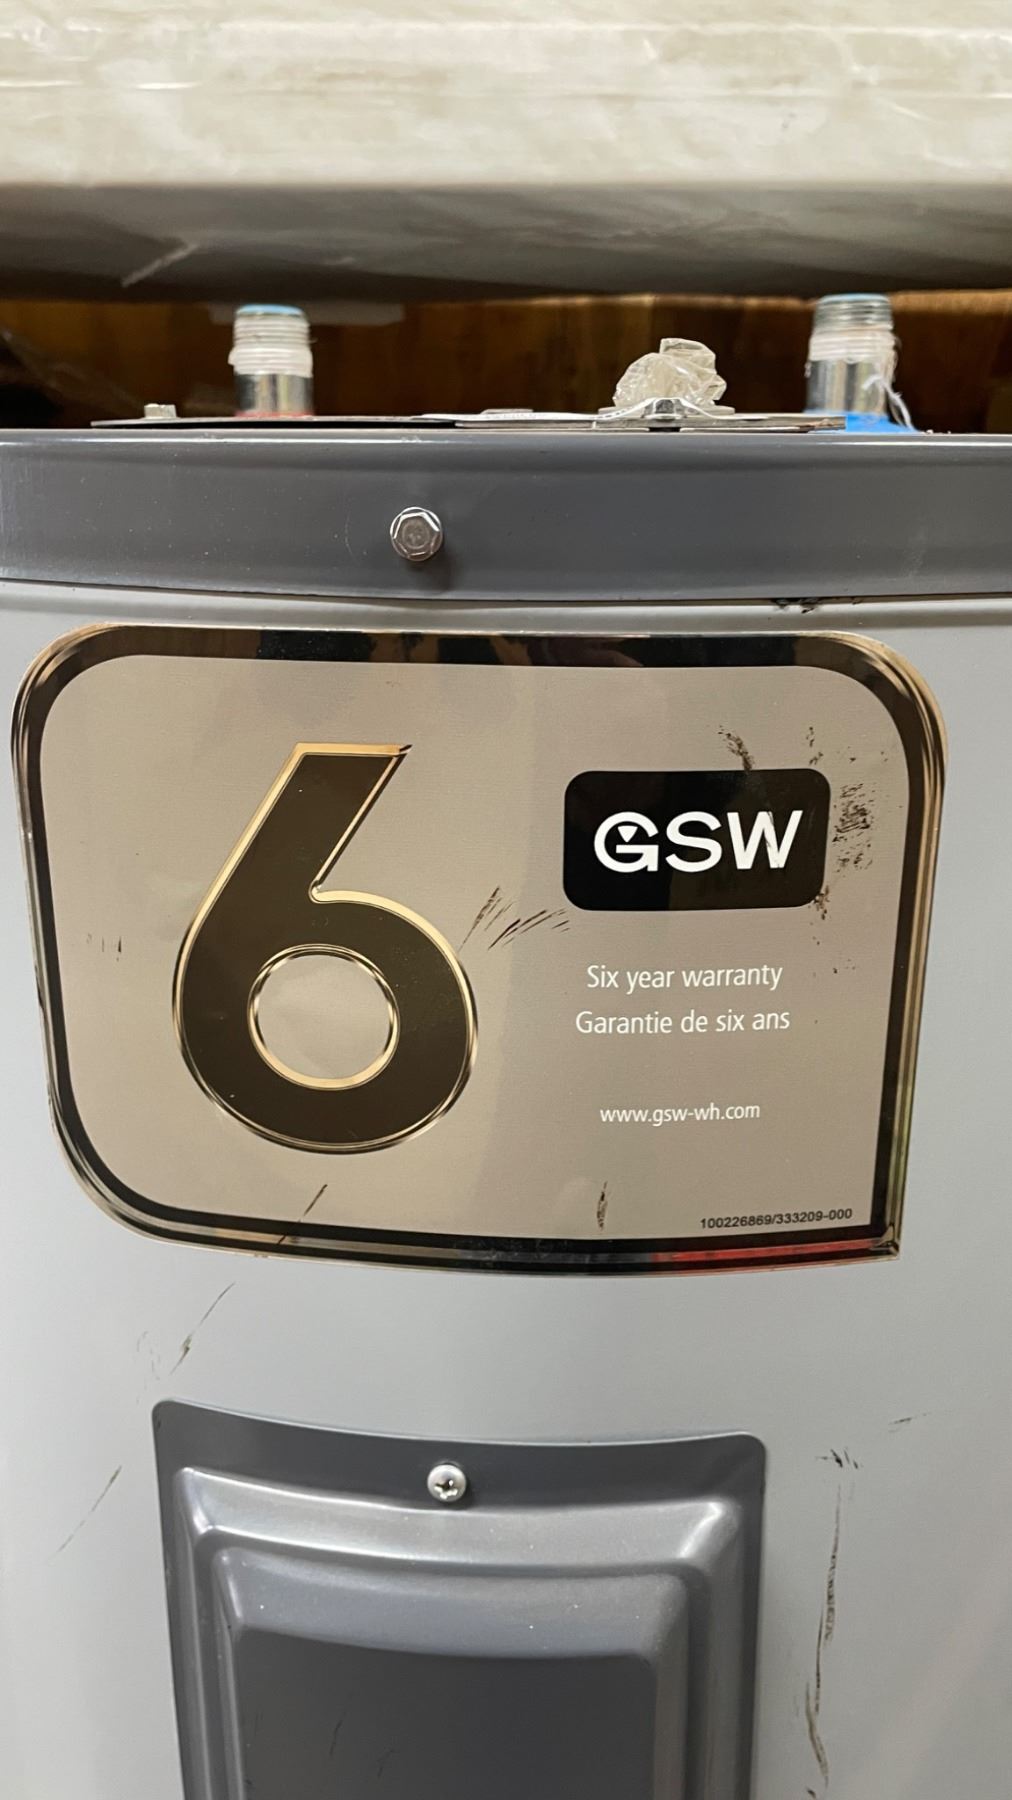 6
GSW
Six year warranty
Garantie de six ans
www.gsw-wh.com
100226869/333209-000